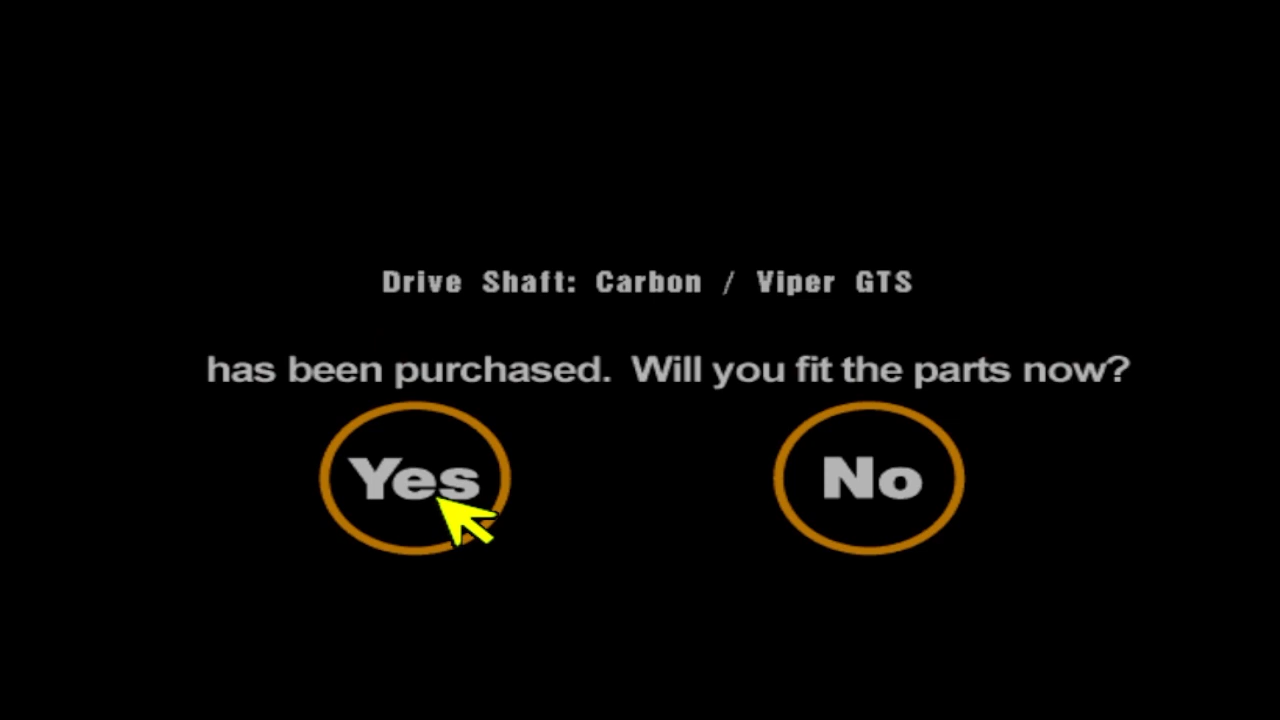 Drive Shaft: Carbon / Viper GTS
has been purchased. Will you fit the parts now?
Yes No